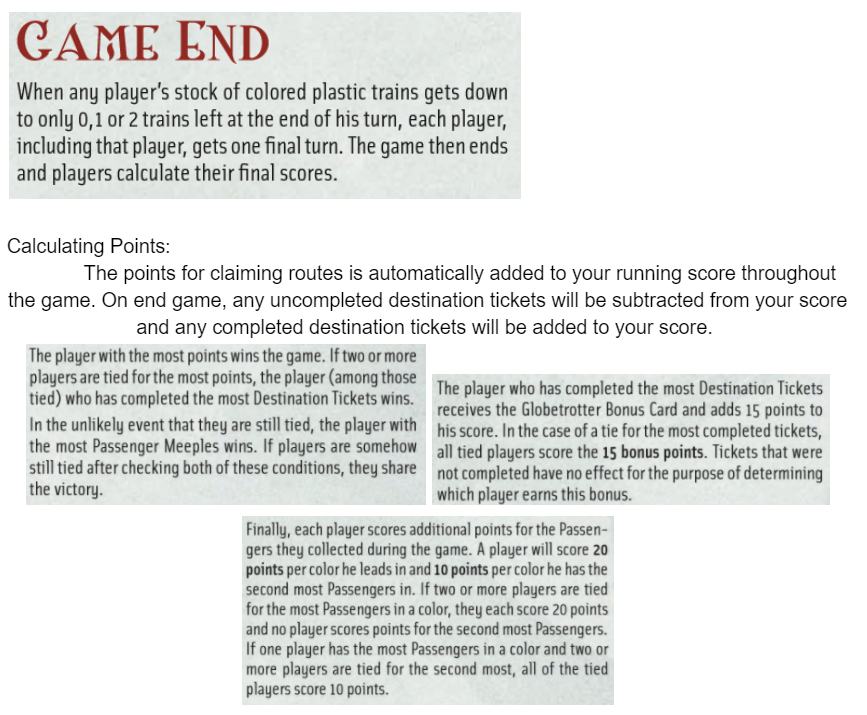 GAME END
When any player's stock of colored plastic trains gets down
to only 0,1 or 2 trains left at the end of his turn, each player,
including that player, gets one final turn. The game then ends
and players calculate their final scores.
Calculating Points:
The points for claiming routes is automatically added to your running score throughout
the game. On end game, any uncompleted destination tickets will be subtracted from your score
and any completed destination tickets will be added to your score.
The player with the most points wins the game. If two or more
players are tied for the most points, the player (among those
tied) who has completed the most Destination Tickets wins.
In the unlikely event that they are still tied, the player with
the most Passenger Meeples wins. If players are somehow
still tied after checking both of these conditions, they share
the victory.
The player who has completed the most Destination Tickets
receives the Globetrotter Bonus Card and adds 15 points to
his score. In the case of a tie for the most completed tickets,
all tied players score the 15 bonus points. Tickets that were
not completed have no effect for the purpose of determining
which player earns this bonus.
Finally, each player scores additional points for the Passen-
gers they collected during the game. A player will score 20
points per color he leads in and 10 points per color he has the
second most Passengers in. If two or more players are tied
for the most Passengers in a color, they each score 20 points
and no player scores points for the second most Passengers.
If one player has the most Passengers in a color and two or
more players are tied for the second most, all of the tied
players score 10 points.